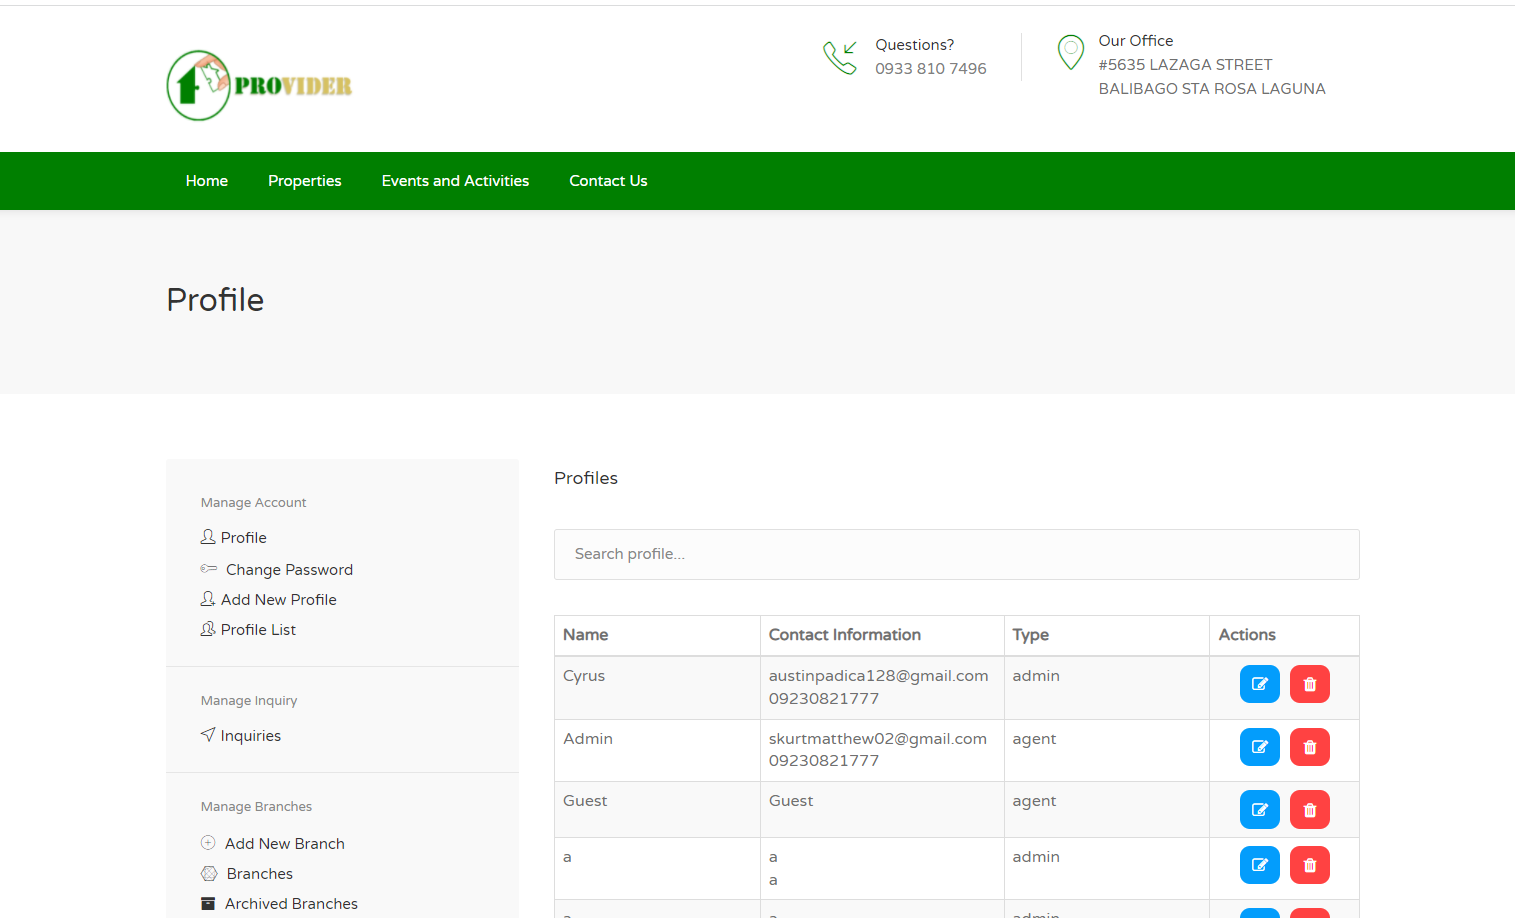 PROVIDER
Questions?
0933 810 7496
Our Office
#5635 LAZAGA STREET
BALIBAGO STA ROSA LAGUNA
Home Properties Events and Activities Contact Us
Profile
Manage Account
Profile
Change Password
Add New Profile
Profile List
Manage Inquiry
Inquiries
Manage Branches
Add New Branch
Branches
Archived Branches
Profiles
Search profile...
Name Contact Information Type Actions
Cyrus austinpadica128@gmail.com admin
09230821777
Admin skurtmatthew02@gmail.com agent
09230821777
Guest Guest agent
a a admin
a
a a admin